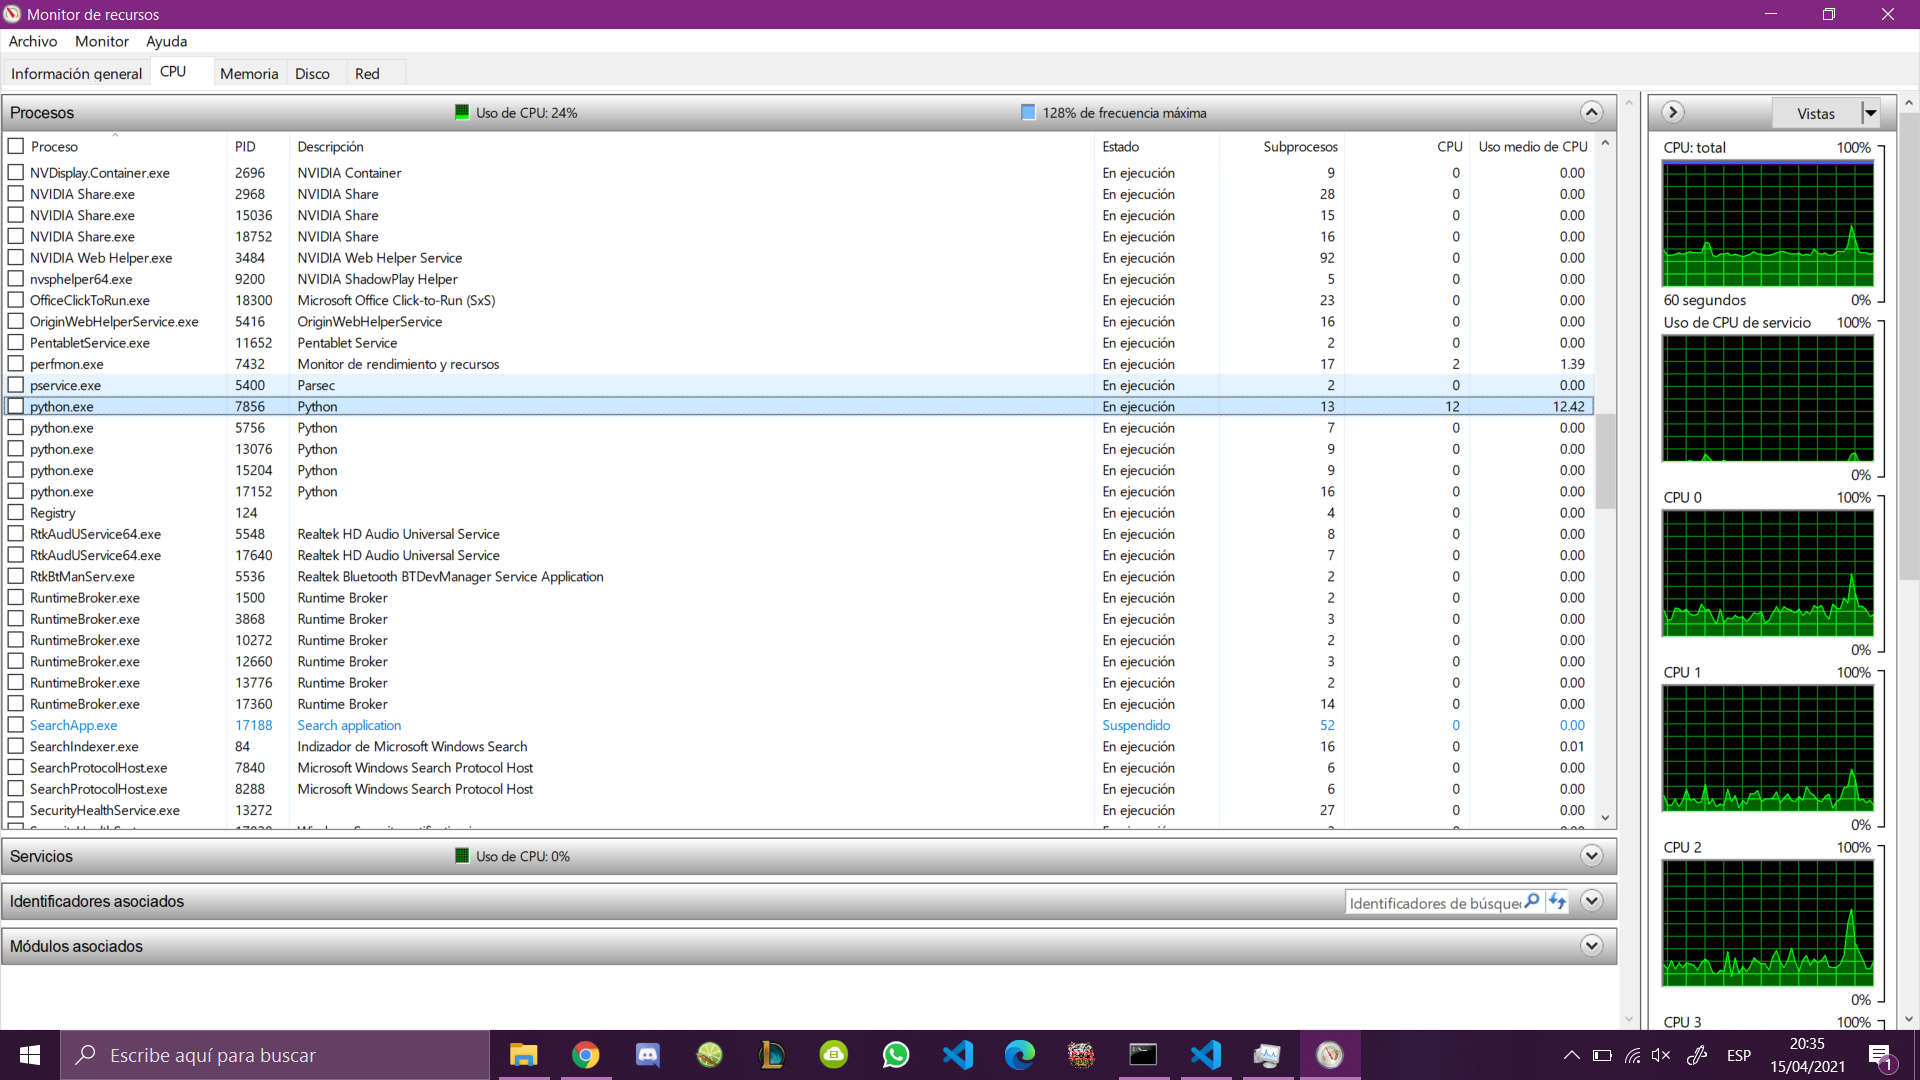 Monitor de recursos
Archivo Monitor Ayuda
Información general CPU Memoria Disco Red
Procesos Uso de CPU: 24% 128% de frecuencia máxima
Proceso PID Descripción Estado Subprocesos CPU Uso medio de CPU
NVDisplay.Container.exe 2696 NVIDIA Container En ejecución 9 0 0.00
NVIDIA Share.exe 2968 NVIDIA Share En ejecución 28 0 0.00
NVIDIA Share.exe 15036 NVIDIA Share En ejecución 15 0 0.00
NVIDIA Share.exe 18752 NVIDIA Share En ejecución 16 0 0.00
NVIDIA Web Helper.exe 3484 NVIDIA Web Helper Service En ejecución 92 0 0.00
nvsphelper64.exe 9200 NVIDIA ShadowPlay Helper En ejecución 5 0 0.00
OfficeClickToRun.exe 18300 Microsoft Office Click-to-Run (SxS) En ejecución 23 0 0.00
OriginWebHelperService.exe 5416 OriginWebHelperService En ejecución 16 0 0.00
PentabletService.exe 11652 Pentablet Service En ejecución 2 0 0.00
perfmon.exe 7432 Monitor de rendimiento y recursos En ejecución 17 2 1.39
pservice.exe 5400 Parsec En ejecución 2 0 0.00
python.exe 7856 Python En ejecución 13 12 12.42
python.exe 5756 Python En ejecución 7 0 0.00
python.exe 13076 Python En ejecución 9 0 0.00
python.exe 15204 Python En ejecución 9 0 0.00
python.exe 17152 Python En ejecución 16 0 0.00
Registry 124 En ejecución 4 0 0.00
RtkAudUService64.exe 5548 Realtek HD Audio Universal Service En ejecución 8 0 0.00
RtkAudUService64.exe 17640 Realtek HD Audio Universal Service En ejecución 7 0 0.00
RtkBtManServ.exe 5536 Realtek Bluetooth BTDevManager Service Application En ejecución 2 0 0.00
RuntimeBroker.exe 1500 Runtime Broker En ejecución 2 0 0.00
RuntimeBroker.exe 3868 Runtime Broker En ejecución 3 0 0.00
RuntimeBroker.exe 10272 Runtime Broker En ejecución 2 0 0.00
RuntimeBroker.exe 12660 Runtime Broker En ejecución 3 0 0.00
RuntimeBroker.exe 13776 Runtime Broker En ejecución 2 0 0.00
RuntimeBroker.exe 17360 Runtime Broker En ejecución 14 0 0.00
SearchApp.exe 17188 Search application Suspendido 52 0 0.00
SearchIndexer.exe 84 Indizador de Microsoft Windows Search En ejecución 16 0 0.01
SearchProtocolHost.exe 7840 Microsoft Windows Search Protocol Host En ejecución 6 0 0.00
SearchProtocolHost.exe 8288 Microsoft Windows Search Protocol Host En ejecución 6 0 0.00
SecurityHealthService.exe 13272 En ejecución 27 0 0.00
Servicios Uso de CPU: 0%
Identificadores asociados Identificadores de búsque
Módulos asociados
Vistas
CPU: total 100%
60 segundos 0%
Uso de CPU de servicio 100%
0%
CPU 0 100%
0%
CPU 1 100%
0%
CPU 2 100%
0%
CPU 3 100%
Escribe aquí para buscar
ESP
20:35
15/04/2021
1